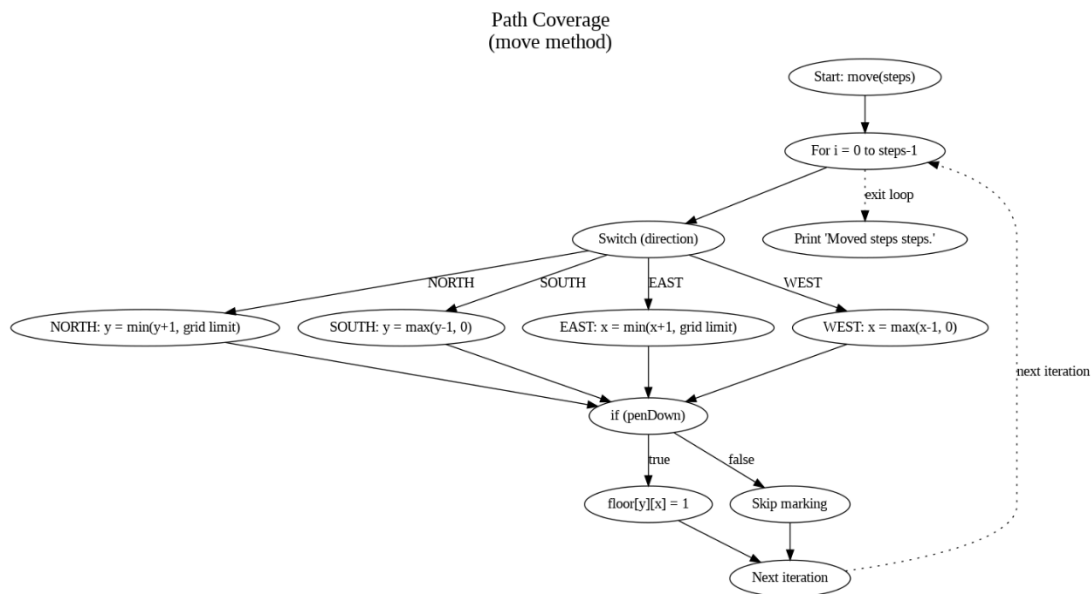 Path Coverage
(move method)
Start: move(steps)
For i = 0 to steps-1
exit loop
Switch (direction)
Print 'Moved steps steps.'
NORTH
SOUTH
EAST
WEST
NORTH: y = min(y+1, grid limit)
SOUTH: y = max(y-1, 0)
EAST: x = min(x+1, grid limit)
WEST: x = max(x-1, 0)
next iteration
if (penDown)
true
false
floor[y][x] = 1
Skip marking
Next iteration